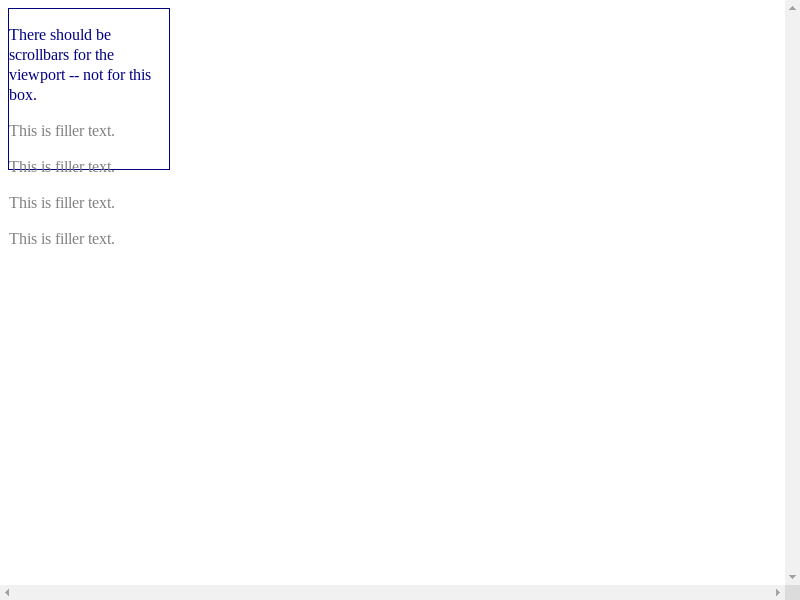 There should be
scrollbars for the
viewport -- not for this
box.
This is filler text.
This is filler text.
This is filler text.
This is filler text.